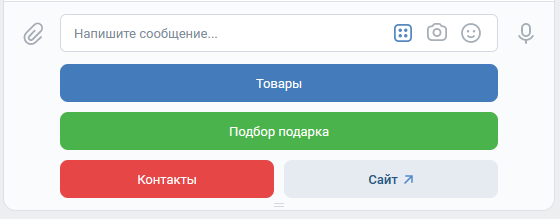 Напишите сообщение...
Товары
Подбор подарка
Контакты
Сайт